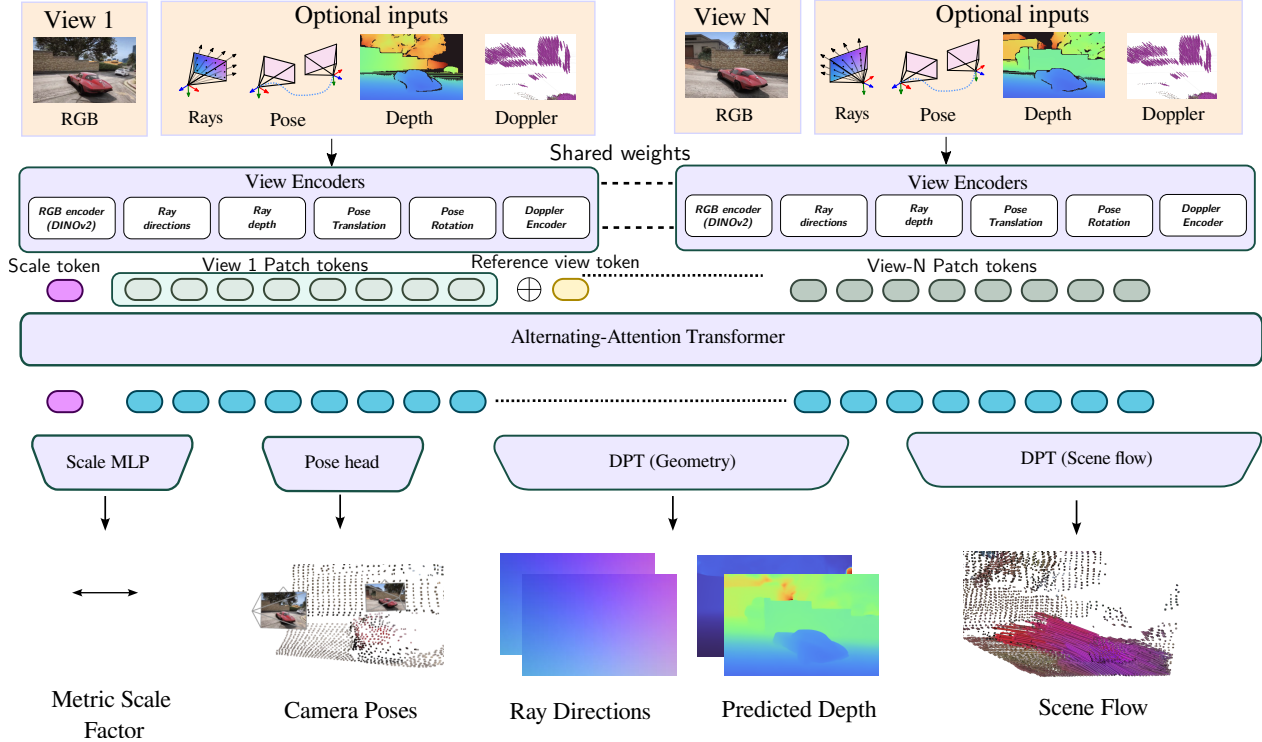 View 1
Optional inputs
View N
Optional inputs
RGB
Rays
Pose
Depth
Doppler
RGB
Rays
Pose
Depth
Doppler
Shared weights
View Encoders
RGB encoder
(DINOv2)
Ray
directions
Ray
depth
Pose
Translation
Pose
Rotation
Doppler
Encoder
View Encoders
RGB encoder
(DINOv2)
Ray
directions
Ray
depth
Pose
Translation
Pose
Rotation
Doppler
Encoder
Scale token
View 1 Patch tokens
Reference view token
View-N Patch tokens
Alternating-Attention Transformer
Scale MLP
Pose head
DPT (Geometry)
DPT (Scene flow)
Metric Scale
Factor
Camera Poses
Ray Directions
Predicted Depth
Scene Flow